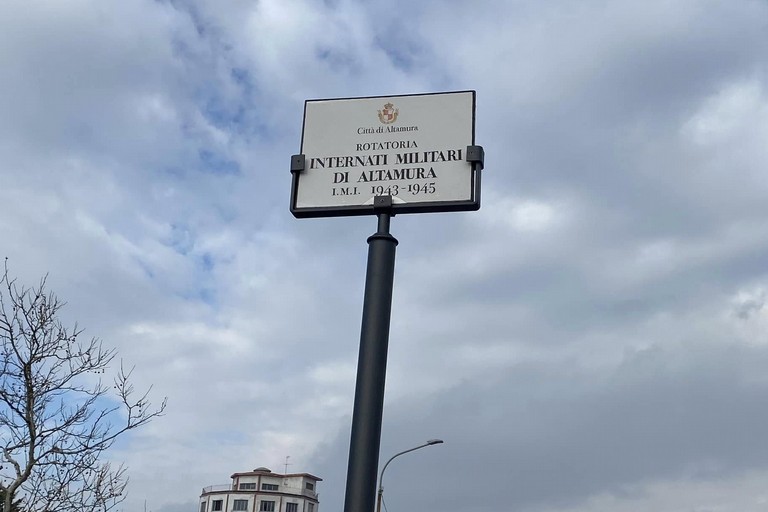 Città di Altamura
ROTATORIA
INTERNATI MILITARI
DI ALTAMURA
I.M.I. 1943-1945